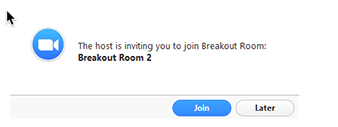 The host is inviting you to join Breakout Room:
Breakout Room 2
Join
Later